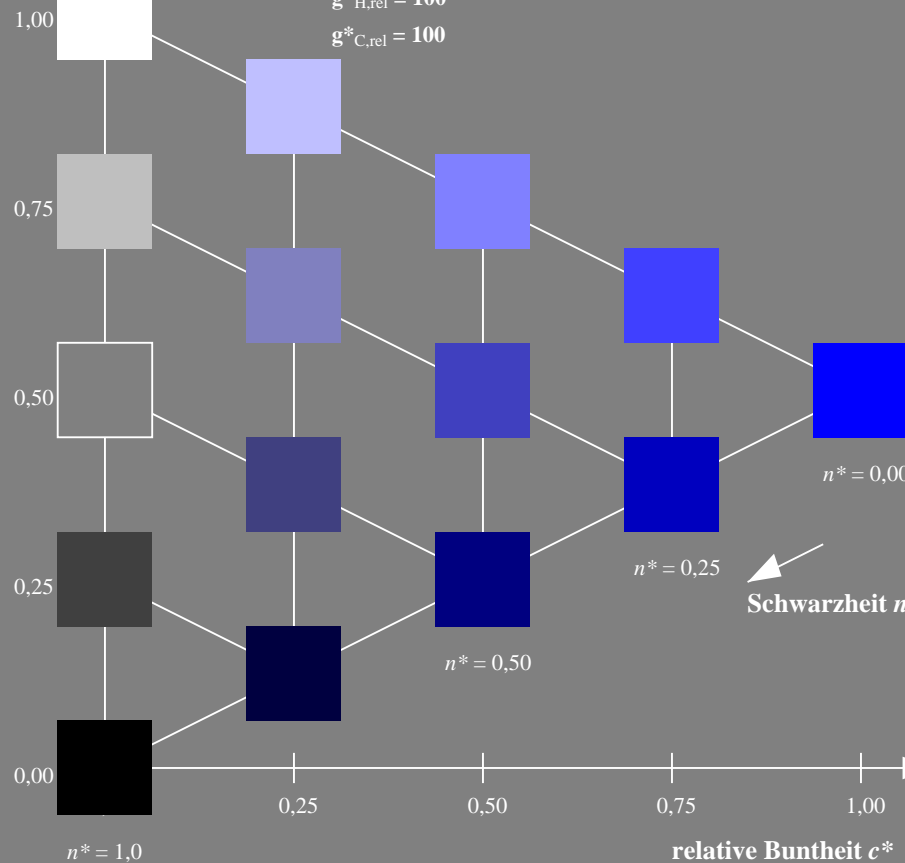 g*H,rel = 100
1,00
g*C,rel = 100
0,75
0,50
n* = 0,00
n* = 0,25
0,25
Schwarzheit n
n* = 0,50
0,00
0,25 0,50 0,75 1,00
n* = 1,0
relative Buntheit c*